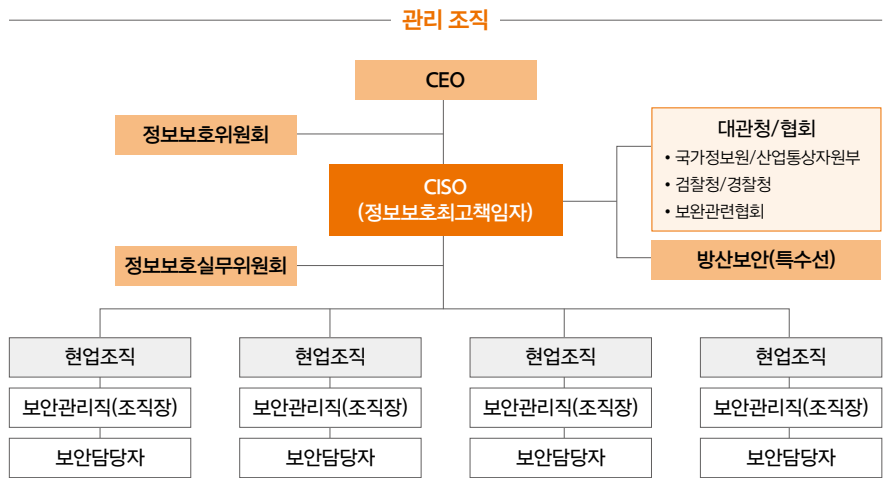 관리 조직
CEO
정보보호위원회
대관청/협회
• 국가정보원/산업통상자원부
• 검찰청/경찰청
• 보완관련협회
CISO
(정보보호최고책임자)
정보보호실무위원회
방산보안(특수선)
현업조직 현업조직 현업조직 현업조직
보안관리직(조직장) 보안관리직(조직장) 보안관리직(조직장) 보안관리직(조직장)
보안담당자 보안담당자 보안담당자 보안담당자